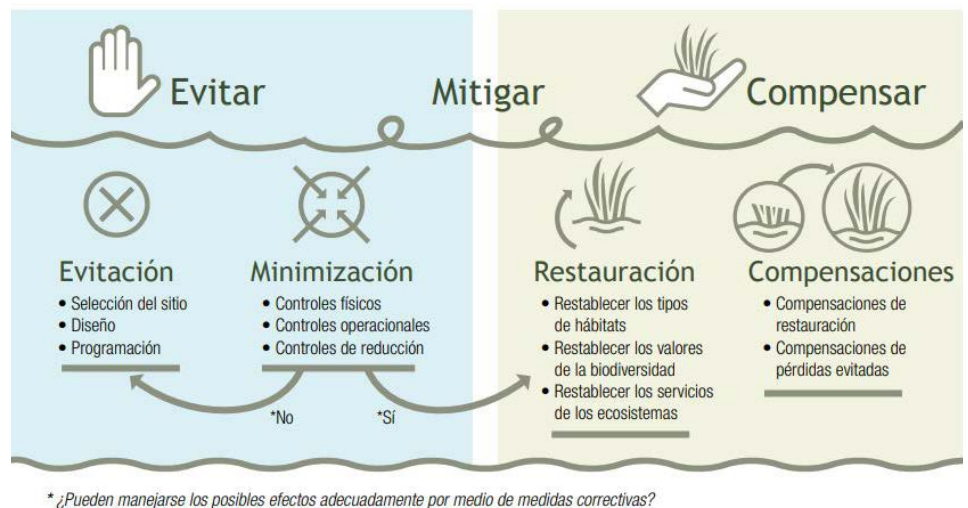 Evitar
Mitigar
Compensar
Evitación
• Selección del sitio
• Diseño
• Programación
Minimización
• Controles físicos
• Controles operacionales
• Controles de reducción
*No
*Sí
Restauración
• Restablecer los tipos
de hábitats
• Restablecer los valores
de la biodiversidad
• Restablecer los servicios
de los ecosistemas
Compensaciones
• Compensaciones de
restauración
• Compensaciones de
pérdidas evitadas
* ¿Pueden manejarse los posibles efectos adecuadamente por medio de medidas correctivas?